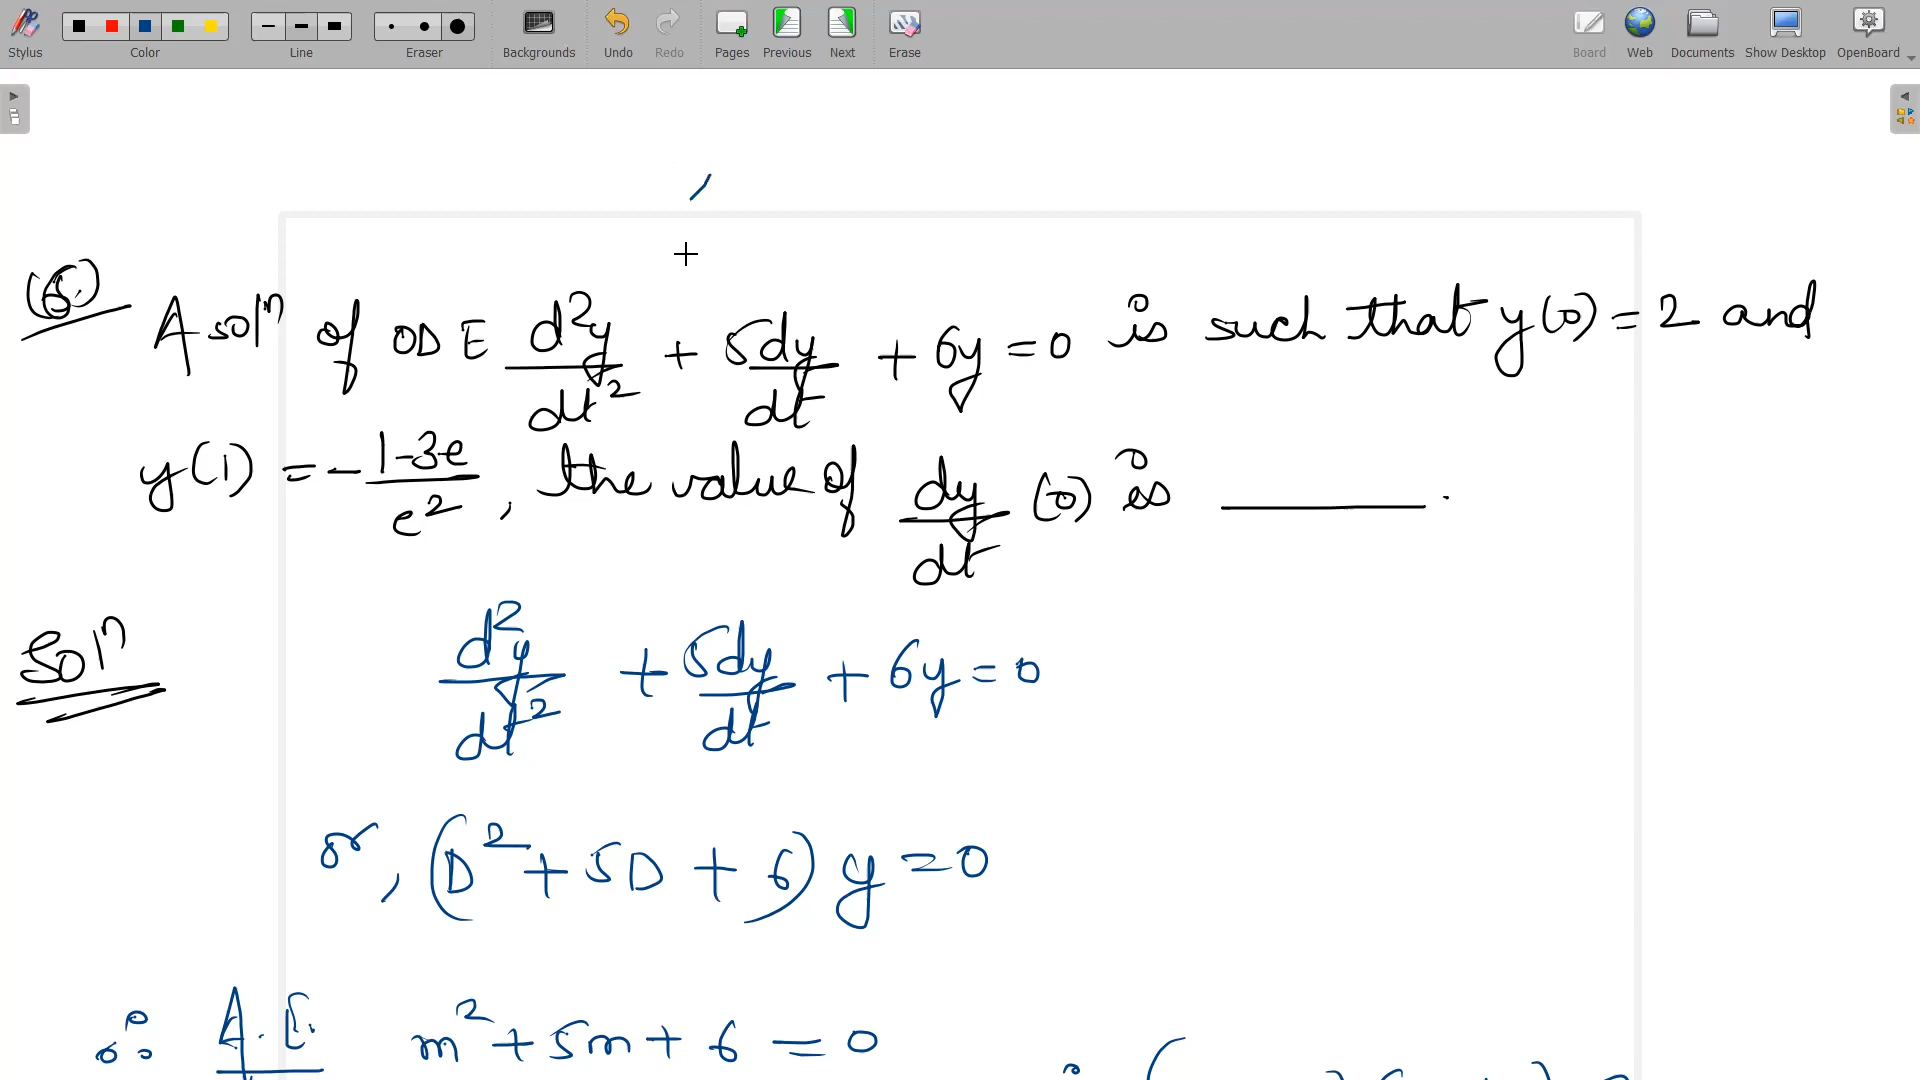 Stylus Color Line Eraser Backgrounds Undo Redo Pages Previous Next Erase Board Web Documents Show Desktop OpenBoard
(6) A solⁿ of ODE d²y/dt² + 5dy/dt + 6y = 0 is such that y(0) = 2 and
y(1) = - 1-3e/e², the value of dy/dt (0) is ______.
Solⁿ d²y/dt² + 5dy/dt + 6y = 0
or, (D² + 5D + 6) y = 0
∴ A.E. m² + 5m + 6 = 0